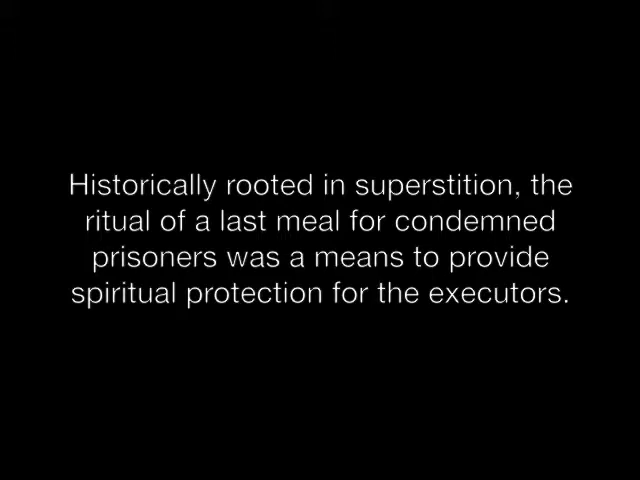 Historically rooted in superstition, the
ritual of a last meal for condemned
prisoners was a means to provide
spiritual protection for the executors.